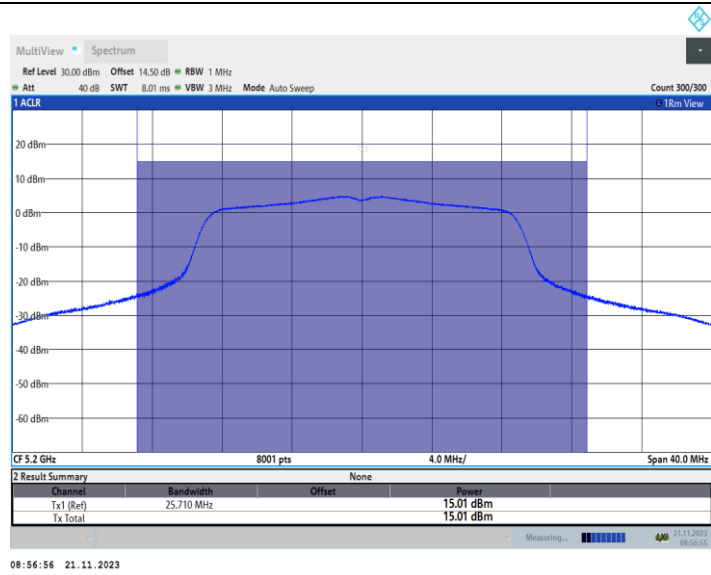 MultiView Spectrum
Ref Level 30.00 dBm Offset 14.50 dB RBW 1 MHz
Att 40 dB SWT 8.01 ms VBW 3 MHz Mode Auto Sweep Count 300/300
1 ACLR 1Rm View
20 dBm
10 dBm
0 dBm
-10 dBm
-20 dBm
-30 dBm
-40 dBm
-50 dBm
-60 dBm
CF 5.2 GHz 8001 pts 4.0 MHz/ Span 40.0 MHz
2 Result Summary None
Channel Bandwidth Offset Power
Tx1 (Ref) 25.710 MHz 15.01 dBm
Tx Total 15.01 dBm
Measuring... 21.11.2023
08:56:55
08:56:56 21.11.2023